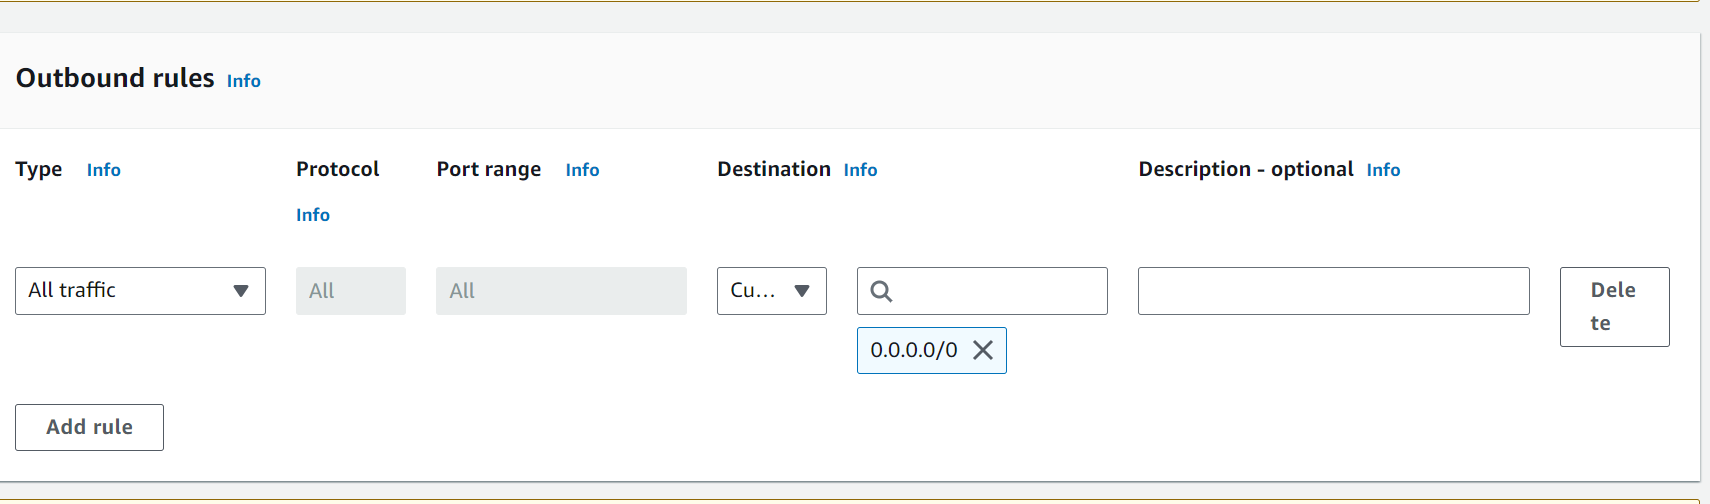 Outbound rules Info
Type Info
Protocol Info
Port range Info
Destination Info
Description - optional Info
All traffic
All
All
Cu...
0.0.0.0/0
Dele
te
Add rule